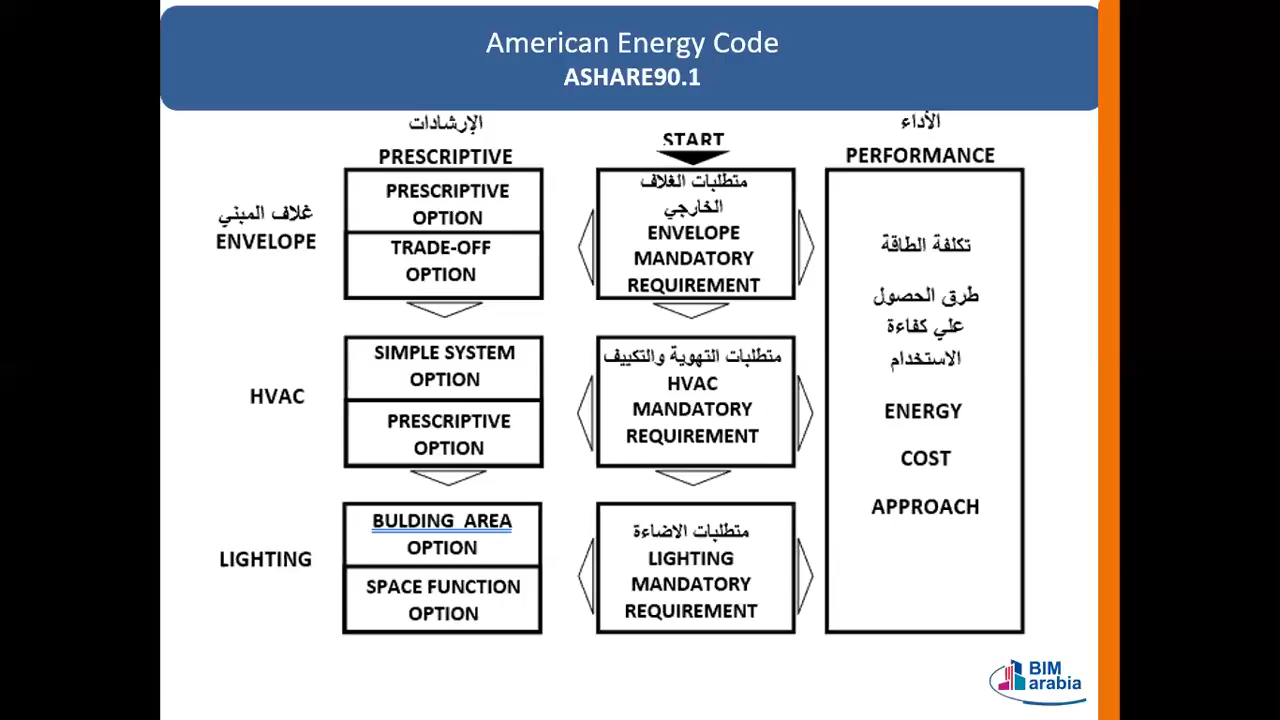 American Energy Code
ASHARE90.1
الإرشادات
PRESCRIPTIVE
START
الأداء
PERFORMANCE
غلاف المبني
ENVELOPE
PRESCRIPTIVE
OPTION
TRADE-OFF
OPTION
متطلبات الغلاف
الخارجي
ENVELOPE
MANDATORY
REQUIREMENT
HVAC
SIMPLE SYSTEM
OPTION
PRESCRIPTIVE
OPTION
متطلبات التهوية والتكييف
HVAC
MANDATORY
REQUIREMENT
LIGHTING
BULDING AREA
OPTION
SPACE FUNCTION
OPTION
متطلبات الاضاءة
LIGHTING
MANDATORY
REQUIREMENT
تكلفة الطاقة
طرق الحصول
علي كفاءة
الاستخدام
ENERGY
COST
APPROACH
BIM
arabia